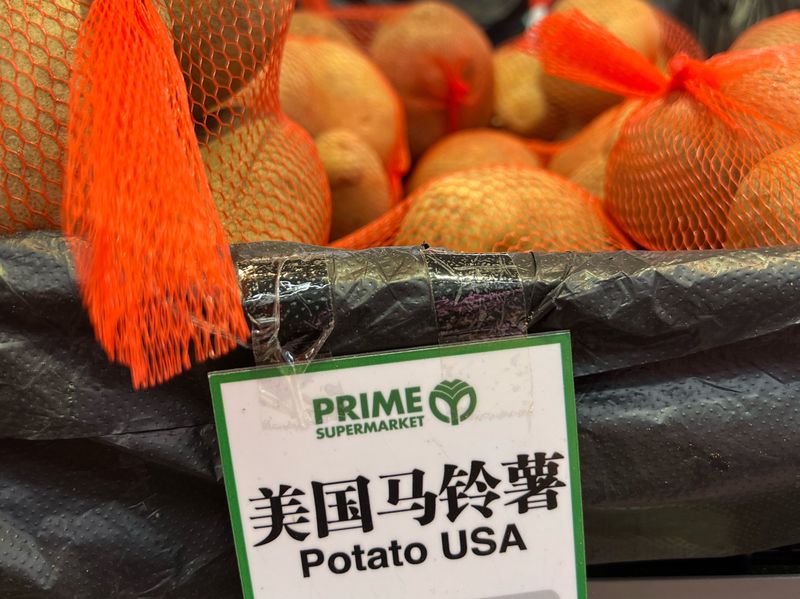 PRIME
SUPERMARKET
美国马铃薯
Potato USA